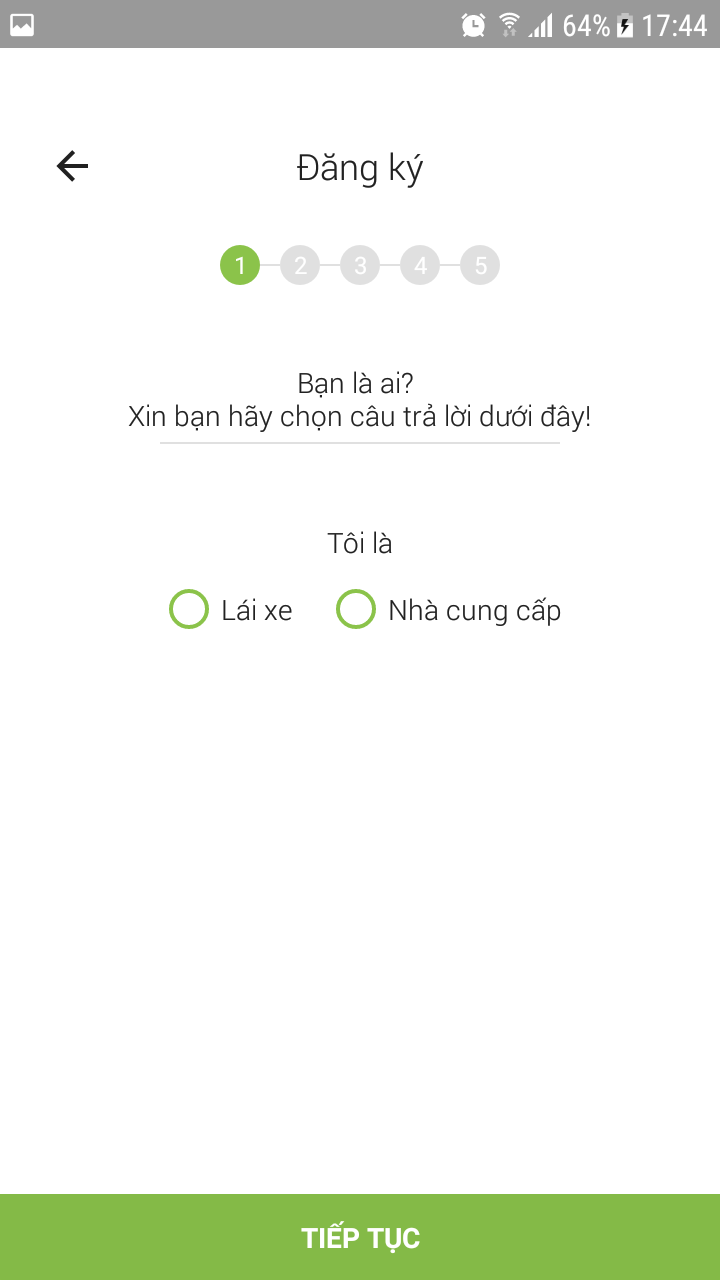 64% 17:44
Đăng ký
1 2 3 4 5
Bạn là ai?
Xin bạn hãy chọn câu trả lời dưới đây!
Tôi là
Lái xe Nhà cung cấp
TIẾP TỤC